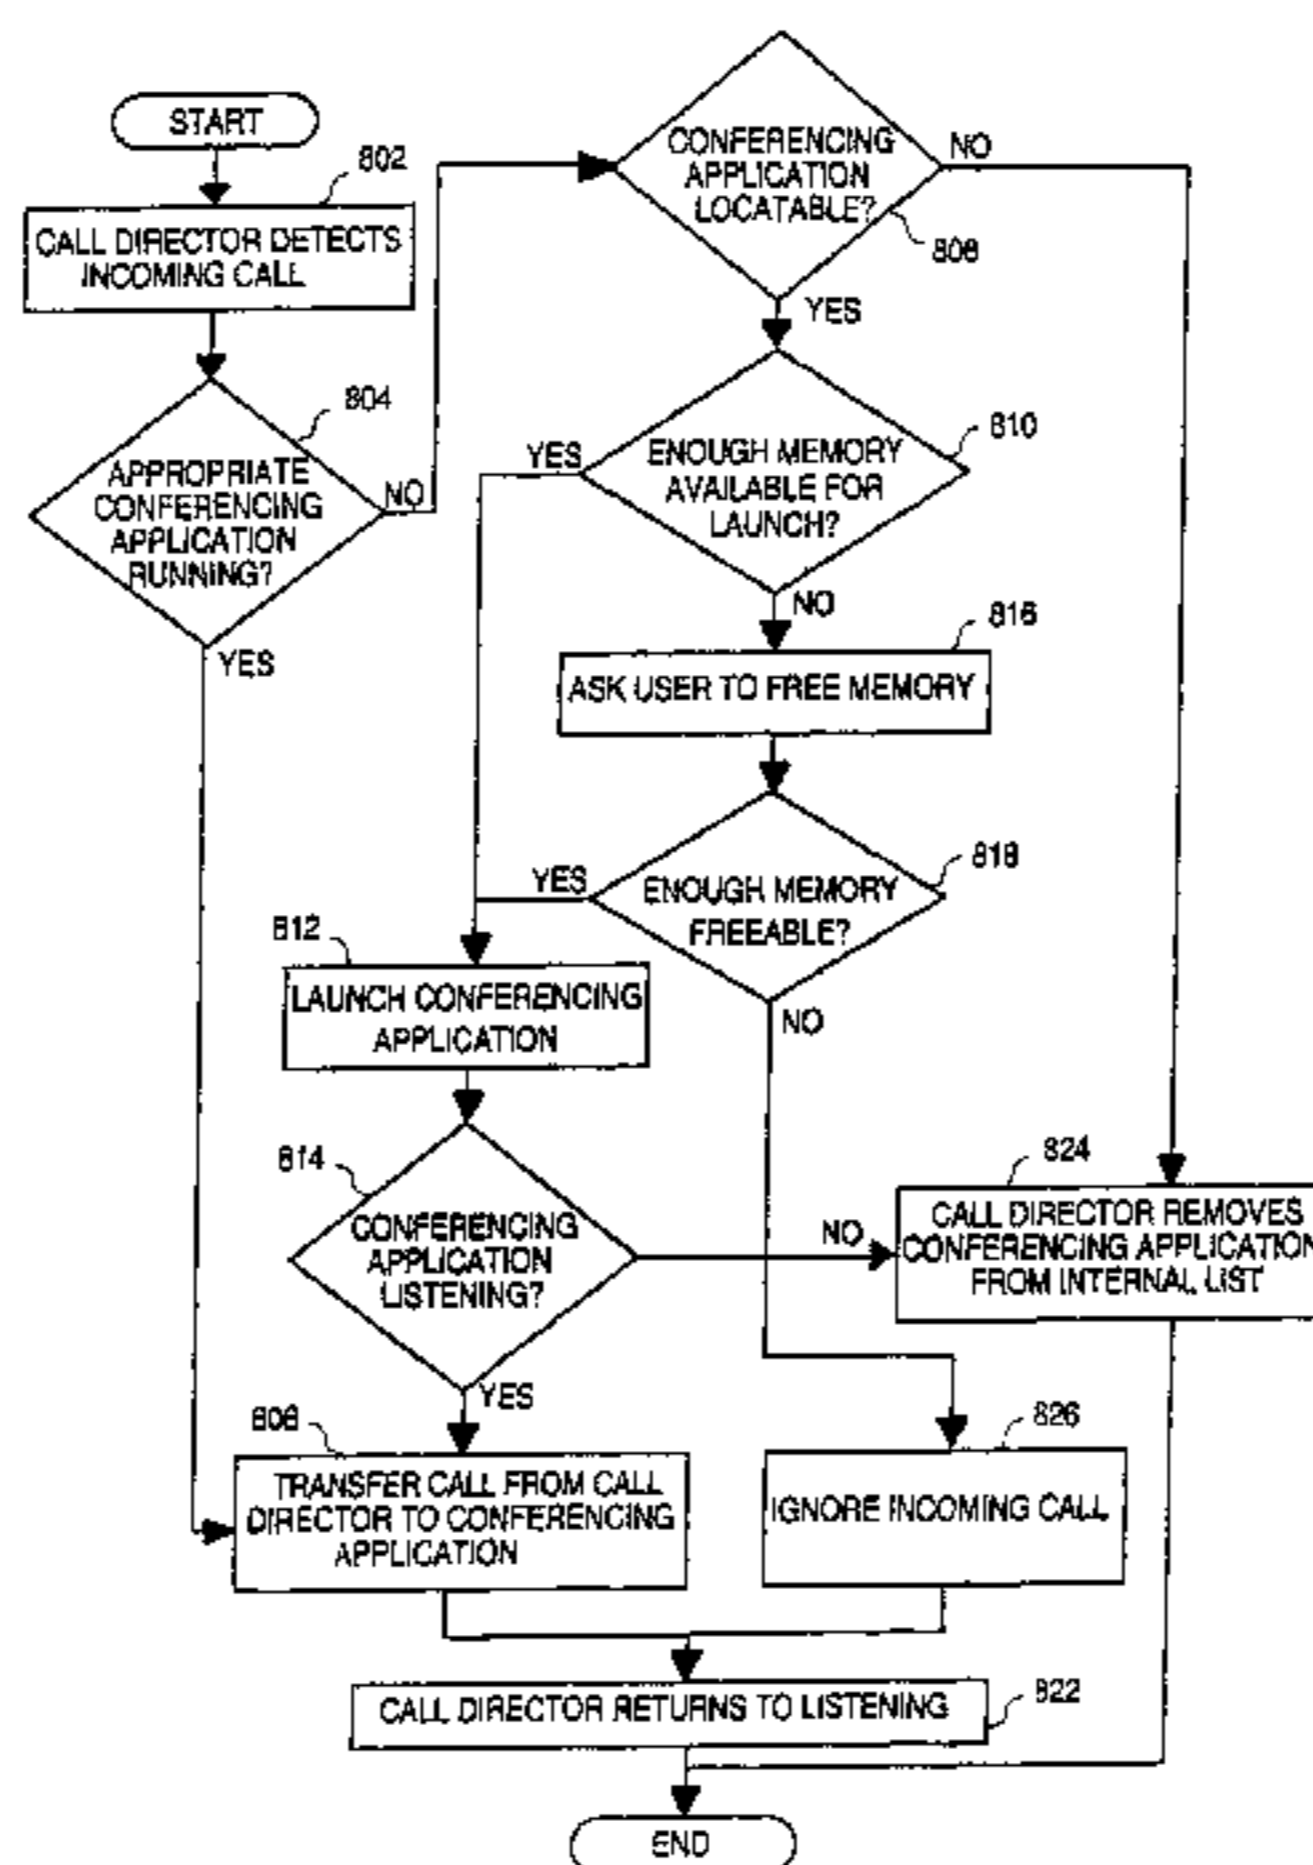 START
802
CALL DIRECTOR DETECTS
INCOMING CALL
804
APPROPRIATE
CONFERENCING
APPLICATION
RUNNING?
NO
YES
CONFERENCING
APPLICATION
LOCATABLE?
NO
808
YES
810
ENOUGH MEMORY
AVAILABLE FOR
LAUNCH?
YES
NO
816
ASK USER TO FREE MEMORY
818
ENOUGH MEMORY
FREEABLE?
YES
NO
812
LAUNCH CONFERENCING
APPLICATION
814
CONFERENCING
APPLICATION
LISTENING?
NO
YES
824
CALL DIRECTOR REMOVES
CONFERENCING APPLICATION
FROM INTERNAL LIST
806
TRANSFER CALL FROM CALL
DIRECTOR TO CONFERENCING
APPLICATION
826
IGNORE INCOMING CALL
822
CALL DIRECTOR RETURNS TO LISTENING
END